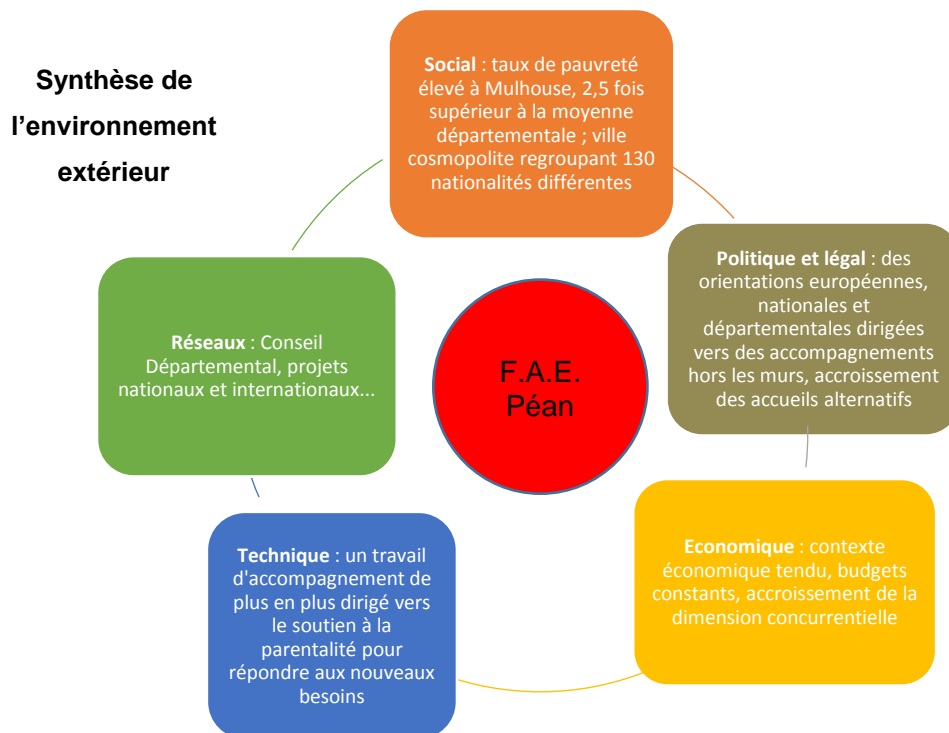 Synthèse de
l'environnement
extérieur
Social : taux de pauvreté
élevé à Mulhouse, 2,5 fois
supérieur à la moyenne
départementale ; ville
cosmopolite regroupant 130
nationalités différentes
Politique et légal : des
orientations européennes,
nationales et
départementales dirigées
vers des accompagnements
hors les murs, accroissement
des accueils alternatifs
Economique : contexte
économique tendu, budgets
constants, accroissement de la
dimension concurrentielle
Technique : un travail
d'accompagnement de
plus en plus dirigé vers
le soutien à la
parentalité pour
répondre aux nouveaux
besoins
Réseaux : Conseil
Départemental, projets
nationaux et internationaux...
F.A.E.
Péan